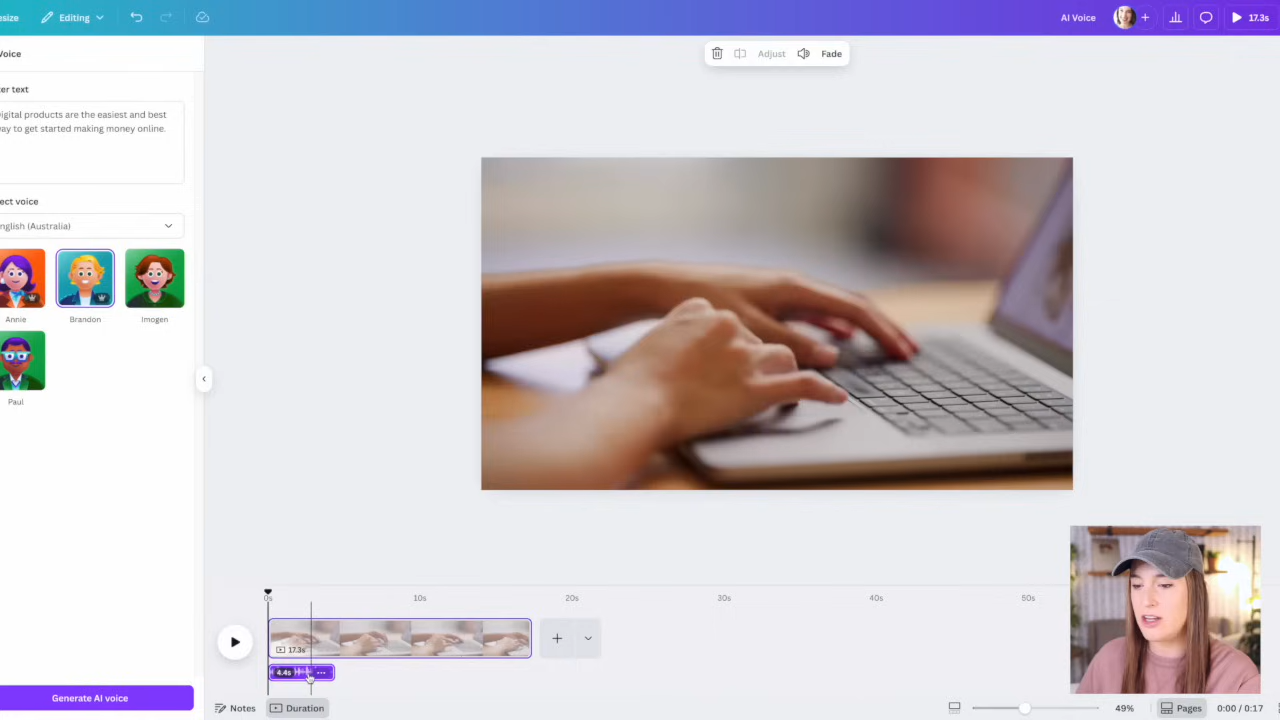 esize
Editing
AI Voice
17.3s
Voice
Adjust
Fade
ter text
igital products are the easiest and best
ay to get started making money online.
ect voice
nglish (Australia)
Annie
Brandon
Imogen
Paul
0s
10s
20s
30s
40s
50s
17.3s
4.4s
Generate AI voice
Notes
Duration
49%
Pages
0:00 / 0:17